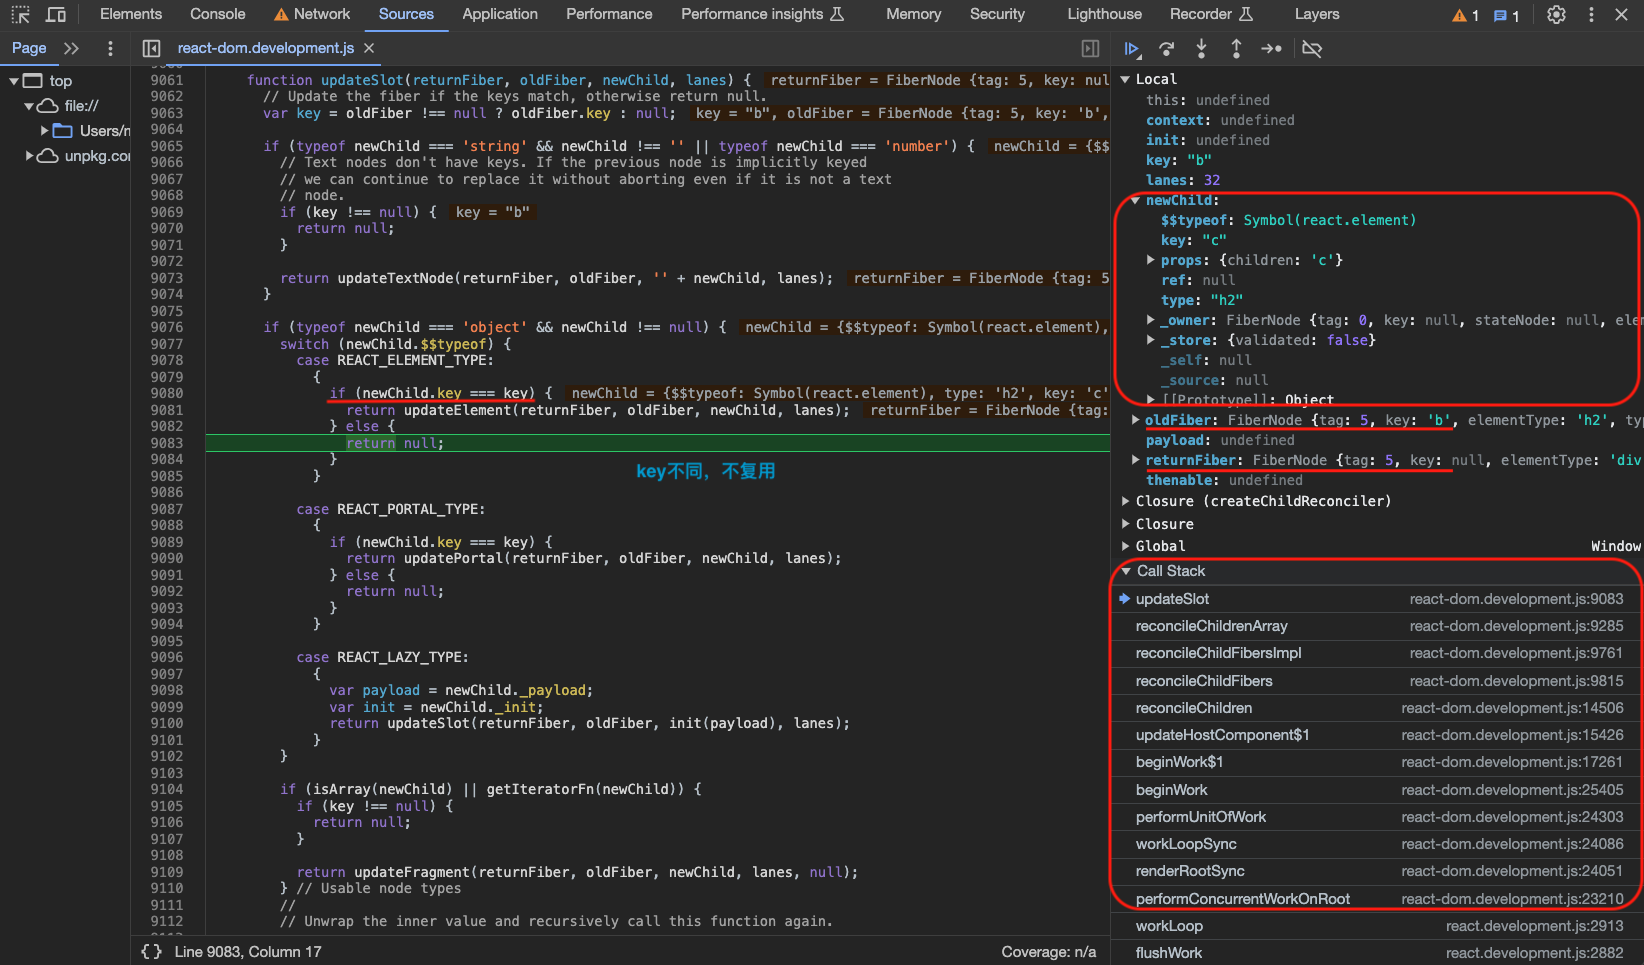 Elements Console Network Sources Application Performance Performance insights Memory Security Lighthouse Recorder Layers 1 1
Page react-dom.development.js
top
file://
Users/n
unpkg.co
9061 function updateSlot(returnFiber, oldFiber, newChild, lanes) { returnFiber = FiberNode {tag: 5, key: nul
9062 // Update the fiber if the keys match, otherwise return null.
9063 var key = oldFiber !== null ? oldFiber.key : null; key = "b", oldFiber = FiberNode {tag: 5, key: 'b',
9064
9065 if (typeof newChild === 'string' && newChild !== '' || typeof newChild === 'number') { newChild = {$$
9066 // Text nodes don't have keys. If the previous node is implicitly keyed
9067 // we can continue to replace it without aborting even if it is not a text
9068 // node.
9069 if (key !== null) { key = "b"
9070 return null;
9071 }
9072
9073 return updateTextNode(returnFiber, oldFiber, '' + newChild, lanes); returnFiber = FiberNode {tag: 5
9074 }
9075
9076 if (typeof newChild === 'object' && newChild !== null) { newChild = {$$typeof: Symbol(react.element),
9077 switch (newChild.$$typeof) {
9078 case REACT_ELEMENT_TYPE:
9079 {
9080 if (newChild.key === key) { newChild = {$$typeof: Symbol(react.element), type: 'h2', key: 'c'
9081 return updateElement(returnFiber, oldFiber, newChild, lanes); returnFiber = FiberNode {tag:
9082 } else {
9083 return null;
9084 }
9085 }
key不同，不复用
9086
9087 case REACT_PORTAL_TYPE:
9088 {
9089 if (newChild.key === key) {
9090 return updatePortal(returnFiber, oldFiber, newChild, lanes);
9091 } else {
9092 return null;
9093 }
9094 }
9095
9096 case REACT_LAZY_TYPE:
9097 {
9098 var payload = newChild._payload;
9099 var init = newChild._init;
9100 return updateSlot(returnFiber, oldFiber, init(payload), lanes);
9101 }
9102 }
9103
9104 if (isArray(newChild) || getIteratorFn(newChild)) {
9105 if (key !== null) {
9106 return null;
9107 }
9108
9109 return updateFragment(returnFiber, oldFiber, newChild, lanes, null);
9110 } // Usable node types
9111 //
9112 // Unwrap the inner value and recursively call this function again.
{ } Line 9083, Column 17 Coverage: n/a
Local
this: undefined
context: undefined
init: undefined
key: "b"
lanes: 32
newChild:
$$typeof: Symbol(react.element)
key: "c"
props: {children: 'c'}
ref: null
type: "h2"
_owner: FiberNode {tag: 0, key: null, stateNode: null, ele
_store: {validated: false}
_self: null
_source: null
[[Prototype]]: Object
oldFiber: FiberNode {tag: 5, key: 'b', elementType: 'h2', ty
payload: undefined
returnFiber: FiberNode {tag: 5, key: null, elementType: 'div
thenable: undefined
Closure (createChildReconciler)
Closure
Global Window
Call Stack
updateSlot react-dom.development.js:9083
reconcileChildrenArray react-dom.development.js:9285
reconcileChildFibersImpl react-dom.development.js:9761
reconcileChildFibers react-dom.development.js:9815
reconcileChildren react-dom.development.js:14506
updateHostComponent$1 react-dom.development.js:15426
beginWork$1 react-dom.development.js:17261
beginWork react-dom.development.js:25405
performUnitOfWork react-dom.development.js:24303
workLoopSync react-dom.development.js:24086
renderRootSync react-dom.development.js:24051
performConcurrentWorkOnRoot react-dom.development.js:23210
workLoop react.development.js:2913
flushWork react.development.js:2882